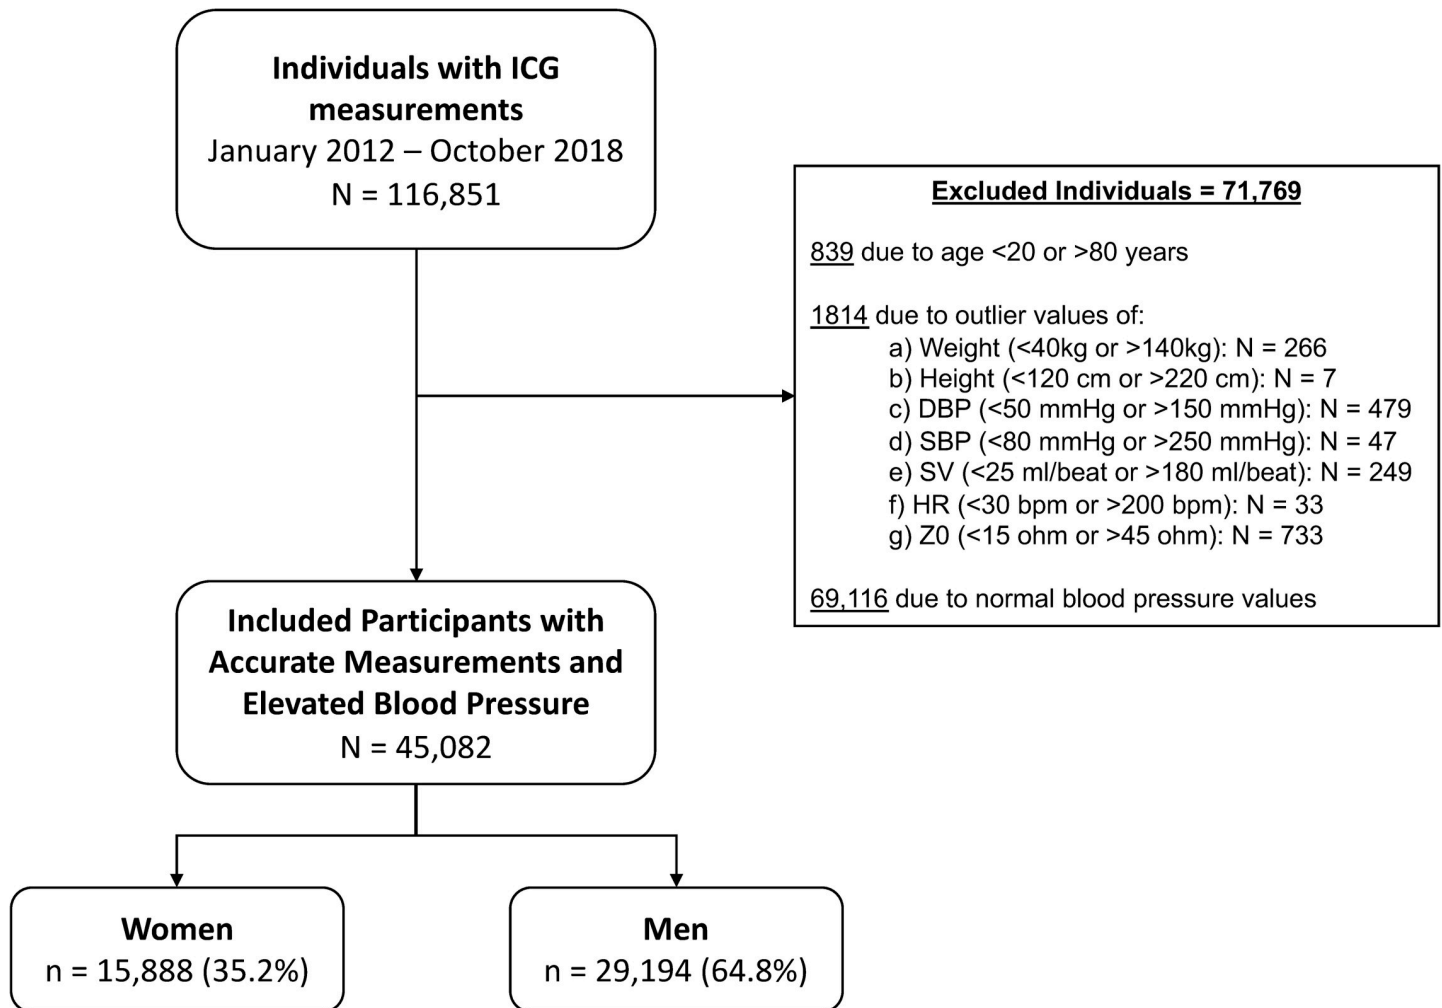 Individuals with ICG
measurements
January 2012 – October 2018
N = 116,851
Excluded Individuals = 71,769
839 due to age <20 or >80 years
1814 due to outlier values of:
a) Weight (<40kg or >140kg): N = 266
b) Height (<120 cm or >220 cm): N = 7
c) DBP (<50 mmHg or >150 mmHg): N = 479
d) SBP (<80 mmHg or >250 mmHg): N = 47
e) SV (<25 ml/beat or >180 ml/beat): N = 249
f) HR (<30 bpm or >200 bpm): N = 33
g) Z0 (<15 ohm or >45 ohm): N = 733
69,116 due to normal blood pressure values
Included Participants with
Accurate Measurements and
Elevated Blood Pressure
N = 45,082
Women
n = 15,888 (35.2%)
Men
n = 29,194 (64.8%)